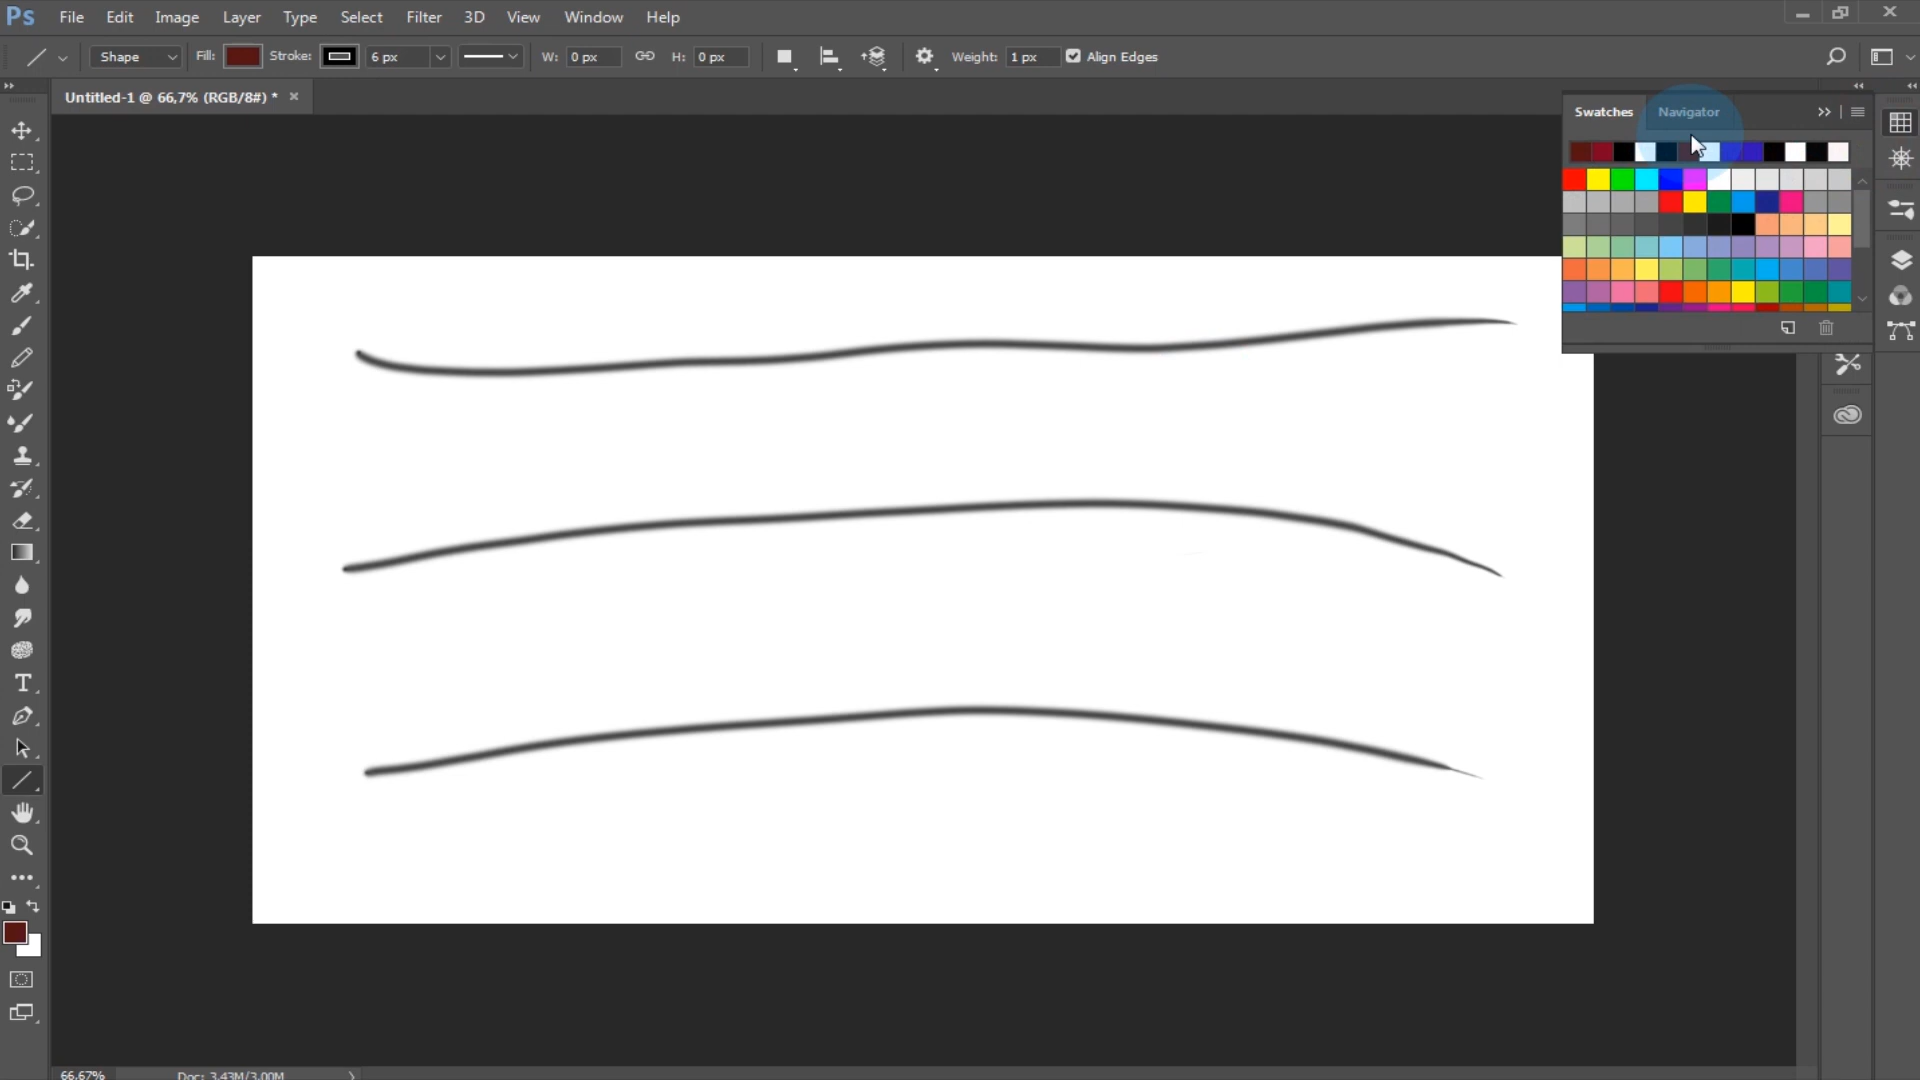 Ps File Edit Image Layer Type Select Filter 3D View Window Help
Shape Fill: Stroke: 6 px W: 0 px H: 0 px Weight: 1 px Align Edges
Untitled-1 @ 66,7% (RGB/8#) *
Swatches Navigator
66,67% Doc: 3,43M/3,00M